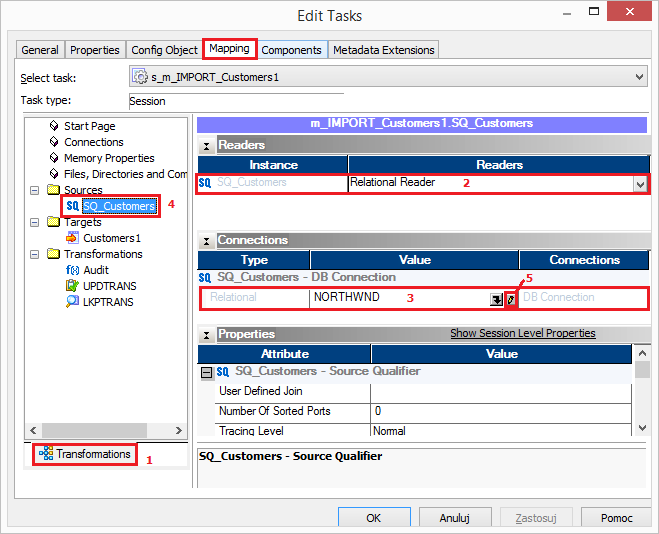 Edit Tasks
General Properties Config Object Mapping Components Metadata Extensions
Select task: s_m_IMPORT_Customers1
Task type: Session
Start Page
Connections
Memory Properties
Files, Directories and Com
Sources
SQ SQ_Customers 4
Targets
Customers1
Transformations
Audit
UPDTRANS
LKPTRANS
Transformations 1
m_IMPORT_Customers1.SQ_Customers
Readers
Instance Readers
SQ SQ_Customers Relational Reader 2
Connections
Type Value Connections
SQ SQ_Customers - DB Connection 5
Relational NORTHWND 3 DB Connection
Properties Show Session Level Properties
Attribute Value
SQ SQ_Customers - Source Qualifier
User Defined Join
Number Of Sorted Ports 0
Tracing Level Normal
SQ_Customers - Source Qualifier
OK Anuluj Zastosuj Pomoc